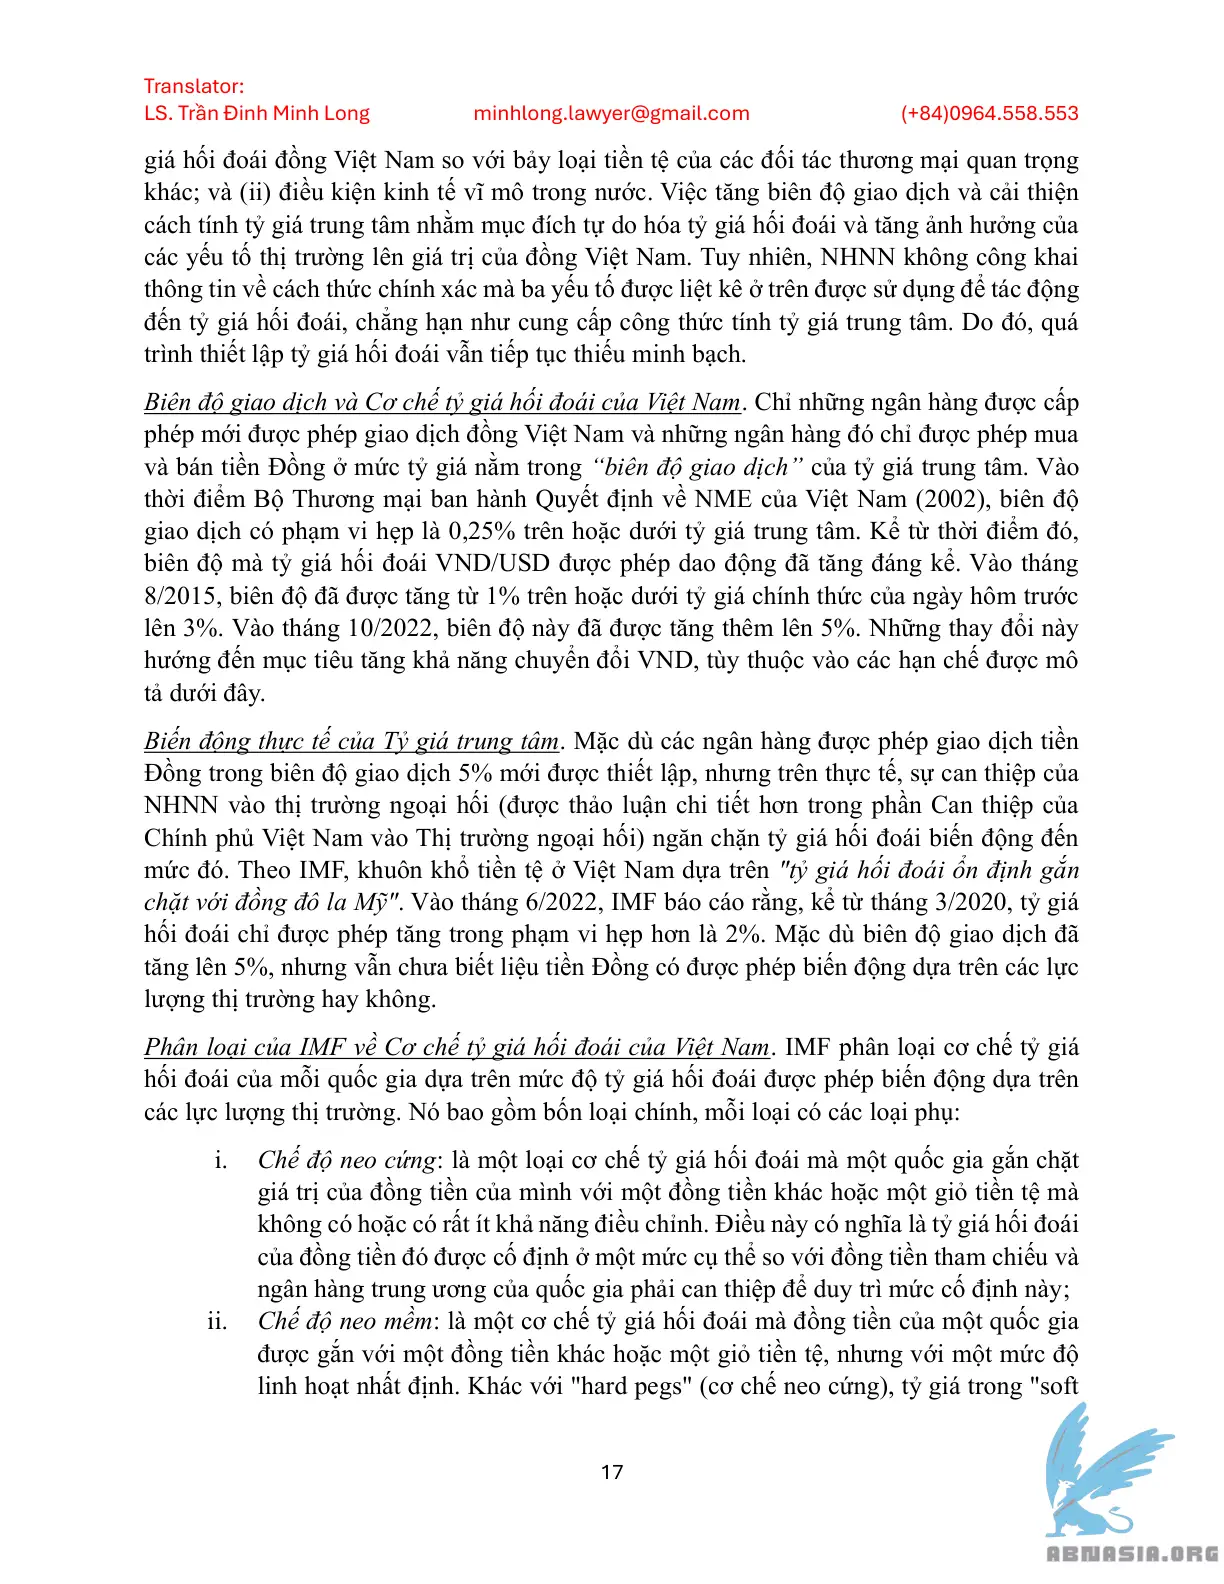 Translator:
LS. Trần Đinh Minh Long minhlong.lawyer@gmail.com (+84)0964.558.553
giá hối đoái đồng Việt Nam so với bảy loại tiền tệ của các đối tác thương mại quan trọng
khác; và (ii) điều kiện kinh tế vĩ mô trong nước. Việc tăng biên độ giao dịch và cải thiện
cách tính tỷ giá trung tâm nhằm mục đích tự do hóa tỷ giá hối đoái và tăng ảnh hưởng của
các yếu tố thị trường lên giá trị của đồng Việt Nam. Tuy nhiên, NHNN không công khai
thông tin về cách thức chính xác mà ba yếu tố được liệt kê ở trên được sử dụng để tác động
đến tỷ giá hối đoái, chẳng hạn như cung cấp công thức tính tỷ giá trung tâm. Do đó, quá
trình thiết lập tỷ giá hối đoái vẫn tiếp tục thiếu minh bạch.
Biên độ giao dịch và Cơ chế tỷ giá hối đoái của Việt Nam. Chỉ những ngân hàng được cấp
phép mới được phép giao dịch đồng Việt Nam và những ngân hàng đó chỉ được phép mua
và bán tiền Đồng ở mức tỷ giá nằm trong “biên độ giao dịch” của tỷ giá trung tâm. Vào
thời điểm Bộ Thương mại ban hành Quyết định về NME của Việt Nam (2002), biên độ
giao dịch có phạm vi hẹp là 0,25% trên hoặc dưới tỷ giá trung tâm. Kể từ thời điểm đó,
biên độ mà tỷ giá hối đoái VND/USD được phép dao động đã tăng đáng kể. Vào tháng
8/2015, biên độ đã được tăng từ 1% trên hoặc dưới tỷ giá chính thức của ngày hôm trước
lên 3%. Vào tháng 10/2022, biên độ này đã được tăng thêm lên 5%. Những thay đổi này
hướng đến mục tiêu tăng khả năng chuyển đổi VND, tùy thuộc vào các hạn chế được mô
tả dưới đây.
Biến động thực tế của Tỷ giá trung tâm. Mặc dù các ngân hàng được phép giao dịch tiền
Đồng trong biên độ giao dịch 5% mới được thiết lập, nhưng trên thực tế, sự can thiệp của
NHNN vào thị trường ngoại hối (được thảo luận chi tiết hơn trong phần Can thiệp của
Chính phủ Việt Nam vào Thị trường ngoại hối) ngăn chặn tỷ giá hối đoái biến động đến
mức đó. Theo IMF, khuôn khổ tiền tệ ở Việt Nam dựa trên "tỷ giá hối đoái ổn định gắn
chặt với đồng đô la Mỹ". Vào tháng 6/2022, IMF báo cáo rằng, kể từ tháng 3/2020, tỷ giá
hối đoái chỉ được phép tăng trong phạm vi hẹp hơn là 2%. Mặc dù biên độ giao dịch đã
tăng lên 5%, nhưng vẫn chưa biết liệu tiền Đồng có được phép biến động dựa trên các lực
lượng thị trường hay không.
Phân loại của IMF về Cơ chế tỷ giá hối đoái của Việt Nam. IMF phân loại cơ chế tỷ giá
hối đoái của mỗi quốc gia dựa trên mức độ tỷ giá hối đoái được phép biến động dựa trên
các lực lượng thị trường. Nó bao gồm bốn loại chính, mỗi loại có các loại phụ:
i. Chế độ neo cứng: là một loại cơ chế tỷ giá hối đoái mà một quốc gia gắn chặt
giá trị của đồng tiền của mình với một đồng tiền khác hoặc một giỏ tiền tệ mà
không có hoặc có rất ít khả năng điều chỉnh. Điều này có nghĩa là tỷ giá hối đoái
của đồng tiền đó được cố định ở một mức cụ thể so với đồng tiền tham chiếu và
ngân hàng trung ương của quốc gia phải can thiệp để duy trì mức cố định này;
ii. Chế độ neo mềm: là một cơ chế tỷ giá hối đoái mà đồng tiền của một quốc gia
được gắn với một đồng tiền khác hoặc một giỏ tiền tệ, nhưng với một mức độ
linh hoạt nhất định. Khác với "hard pegs" (cơ chế neo cứng), tỷ giá trong "soft
17
ABNASIA.ORG